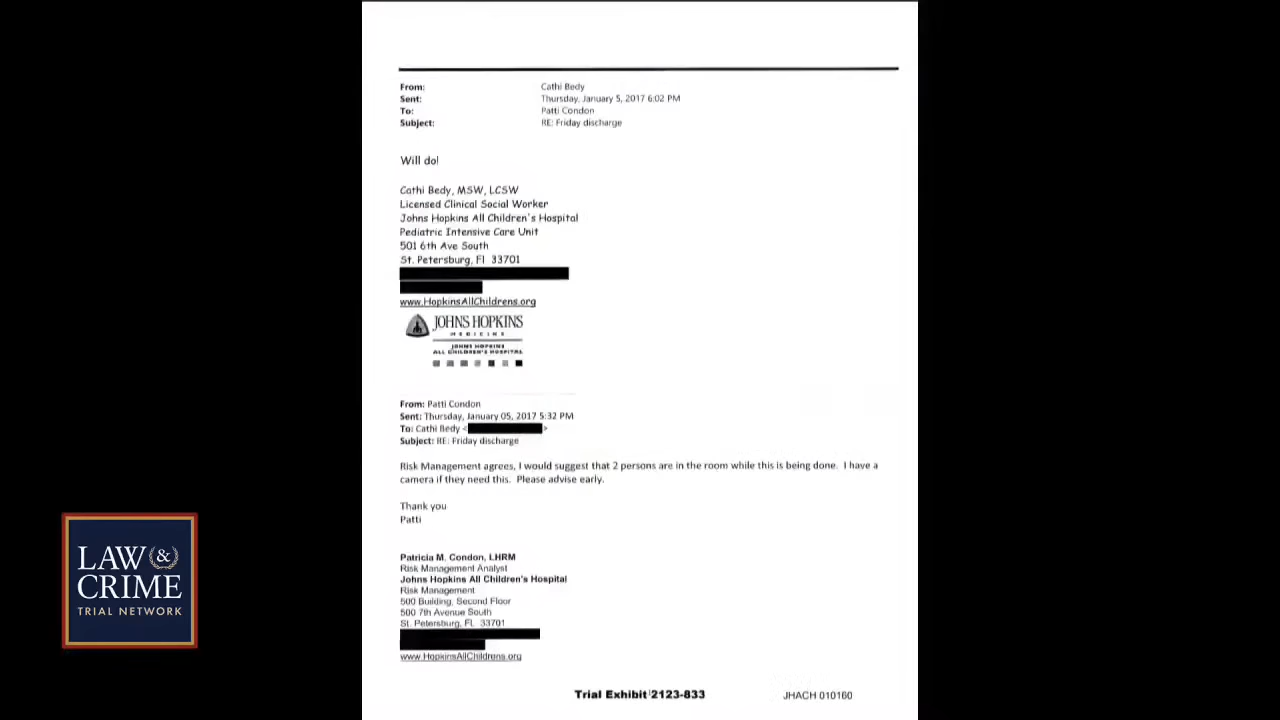 From: Cathi Bedy
Sent: Thursday, January 5, 2017 6:02 PM
To: Patti Condon
Subject: RE: Friday discharge
Will do!
Cathi Bedy, MSW, LCSW
Licensed Clinical Social Worker
Johns Hopkins All Children's Hospital
Pediatric Intensive Care Unit
501 6th Ave South
St. Petersburg, Fl 33701
www.HopkinsAllChildrens.org
JOHNS HOPKINS
MEDICINE
JOHNS HOPKINS
ALL CHILDREN'S HOSPITAL
From: Patti Condon
Sent: Thursday, January 05, 2017 5:32 PM
To: Cathi Bedy < >
Subject: RE: Friday discharge
Risk Management agrees, I would suggest that 2 persons are in the room while this is being done. I have a
camera if they need this. Please advise early.
Thank you
Patti
Patricia M. Condon, LHRM
Risk Management Analyst
Johns Hopkins All Children's Hospital
Risk Management
500 Building, Second Floor
500 7th Avenue South
St. Petersburg, FL 33701
www.HopkinsAllChildrens.org
Trial Exhibit 2123-833
JHACH 010160
LAW &
CRIME
TRIAL NETWORK